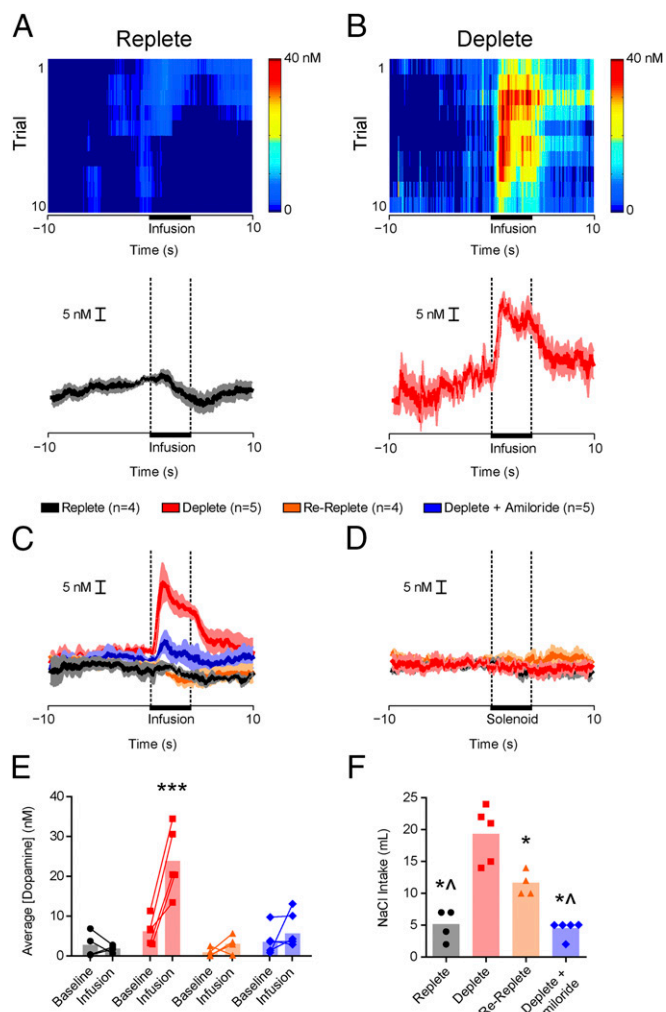 A
Replete
40 nM
1
Trial
10
0
−10
Infusion
10
Time (s)
5 nM
−10
Infusion
10
Time (s)
B
Deplete
40 nM
1
Trial
10
0
−10
Infusion
10
Time (s)
5 nM
−10
Infusion
10
Time (s)
Replete (n=4)
Deplete (n=5)
Re-Replete (n=4)
Deplete + Amiloride (n=5)
C
5 nM
−10
Infusion
10
Time (s)
D
5 nM
−10
Solenoid
10
Time (s)
E
Average [Dopamine] (nM)
40
30
20
10
0
***
Baseline
Infusion
Baseline
Infusion
Baseline
Infusion
Baseline
Infusion
F
NaCl Intake (mL)
25
20
15
10
5
0
*^
*
*^
Replete
Deplete
Re-Replete
Deplete +
miloride